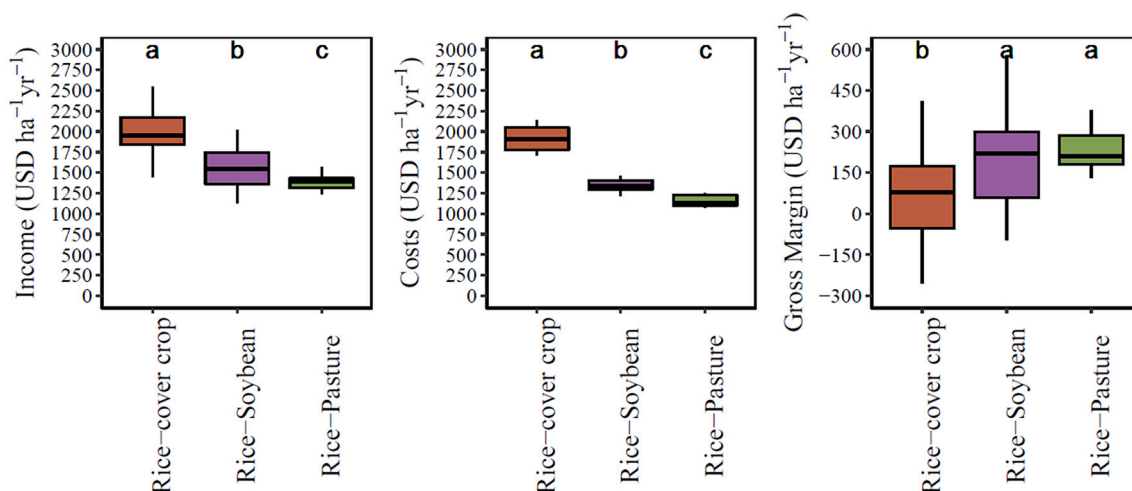 Income (USD ha⁻¹yr⁻¹)
3000
2750
2500
2250
2000
1750
1500
1250
1000
750
500
250
0
a b c
Rice−cover crop
Rice−Soybean
Rice−Pasture
Costs (USD ha⁻¹yr⁻¹)
3000
2750
2500
2250
2000
1750
1500
1250
1000
750
500
250
0
a b c
Rice−cover crop
Rice−Soybean
Rice−Pasture
Gross Margin (USD ha⁻¹yr⁻¹)
600
450
300
150
0
−150
−300
b a a
Rice−cover crop
Rice−Soybean
Rice−Pasture